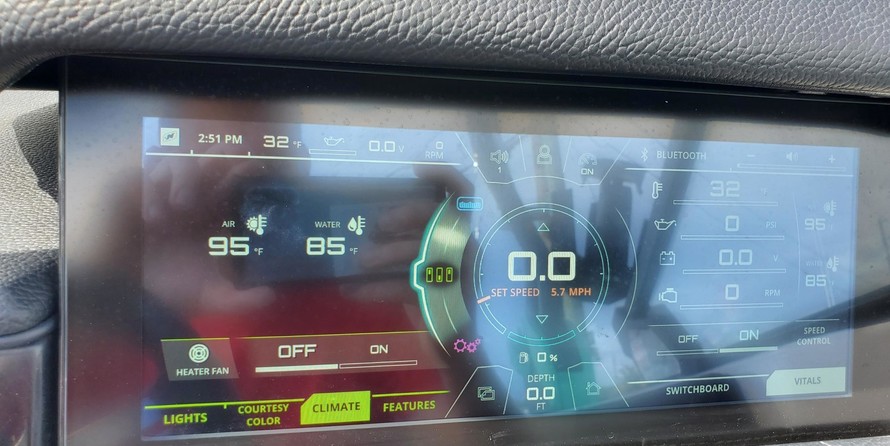 2:51 PM 32 °F 0.0 V 0 RPM
1
ON
BLUETOOTH - +
AIR WATER
95 °F 85 °F
32
0 PSI
0.0 V
0 RPM
95
85
0.0
SET SPEED 5.7 MPH
HEATER FAN
OFF ON
0 %
DEPTH
0.0
FT
OFF ON
SPEED
CONTROL
LIGHTS
COURTESY
COLOR
CLIMATE
FEATURES
SWITCHBOARD
VITALS